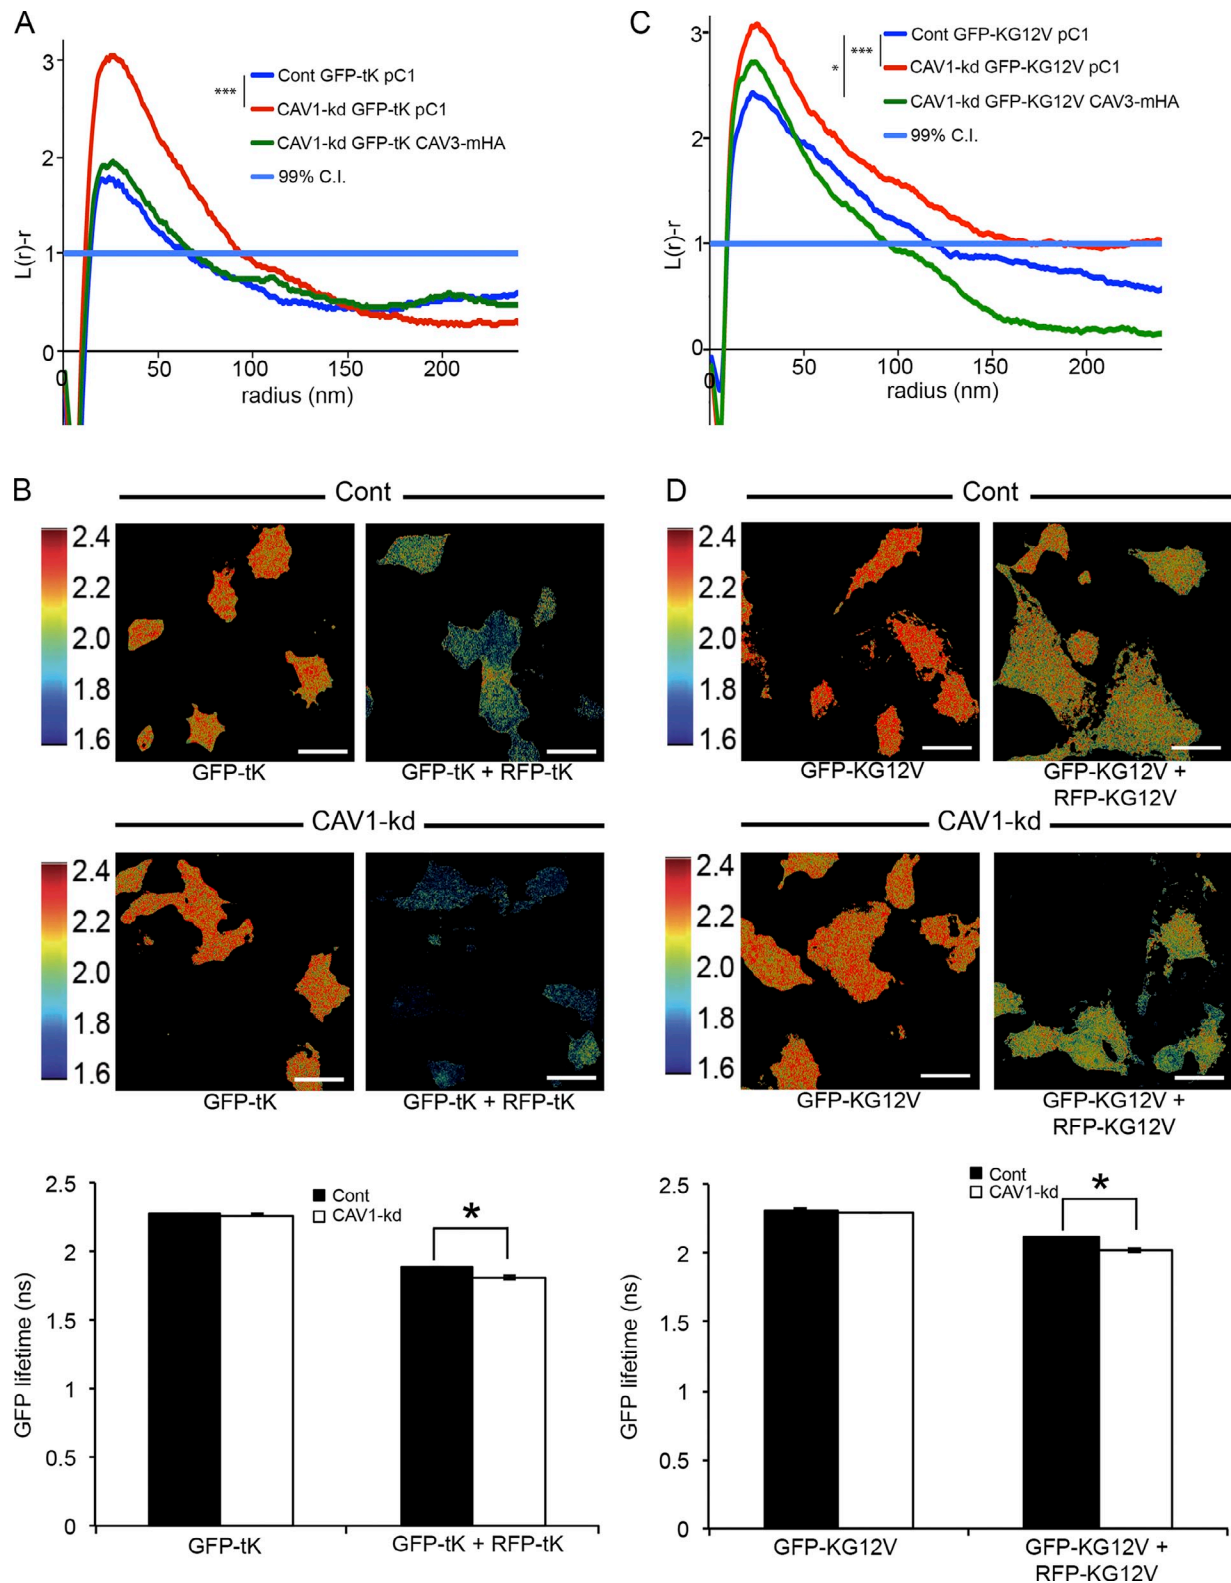 A
3
2
1
0
0
50
100
150
200
L(r)-r
radius (nm)
***
Cont GFP-tK pC1
CAV1-kd GFP-tK pC1
CAV1-kd GFP-tK CAV3-mHA
99% C.I.
C
3
2
1
0
0
50
100
150
200
L(r)-r
radius (nm)
*
***
Cont GFP-KG12V pC1
CAV1-kd GFP-KG12V pC1
CAV1-kd GFP-KG12V CAV3-mHA
99% C.I.
B
Cont
2.4
2.2
2.0
1.8
1.6
GFP-tK
GFP-tK + RFP-tK
CAV1-kd
2.4
2.2
2.0
1.8
1.6
GFP-tK
GFP-tK + RFP-tK
2.5
2
1.5
1
0.5
0
GFP lifetime (ns)
Cont
CAV1-kd
*
GFP-tK
GFP-tK + RFP-tK
D
Cont
2.4
2.2
2.0
1.8
1.6
GFP-KG12V
GFP-KG12V +
RFP-KG12V
CAV1-kd
2.4
2.2
2.0
1.8
1.6
GFP-KG12V
GFP-KG12V +
RFP-KG12V
2.5
2
1.5
1
0.5
0
GFP lifetime (ns)
Cont
CAV1-kd
*
GFP-KG12V
GFP-KG12V +
RFP-KG12V